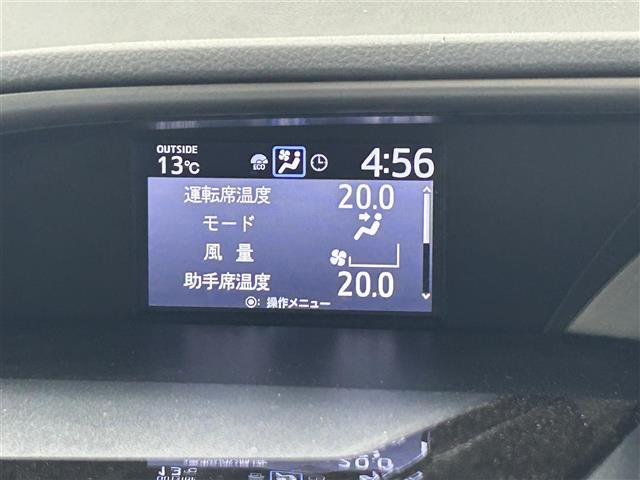 OUTSIDE
13℃ ECO 4:56
運転席温度 20.0
モード
風量
助手席温度 20.0
◉: 操作メニュー